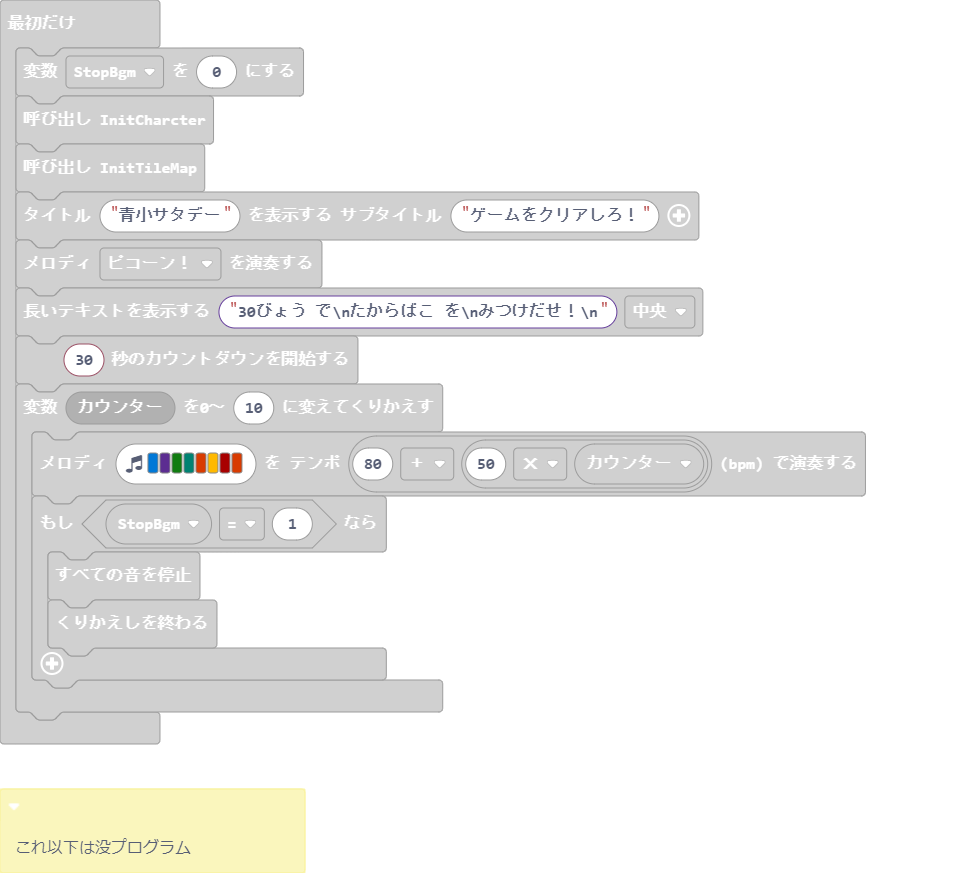 最初だけ
変数 StopBgm を 0 にする
呼び出し InitCharcter
呼び出し InitTileMap
タイトル "青小サタデー" を表示する サブタイトル "ゲームをクリアしろ！"
メロディ ピコーン！ を演奏する
長いテキストを表示する "30びょう で\nたからばこ を\nみつけだせ！\n" 中央
30 秒のカウントダウンを開始する
変数 カウンター を0～ 10 に変えてくりかえす
メロディ を テンポ 80 + 50 × カウンター (bpm) で演奏する
もし StopBgm = 1 なら
すべての音を停止
くりかえしを終わる
これ以下は没プログラム